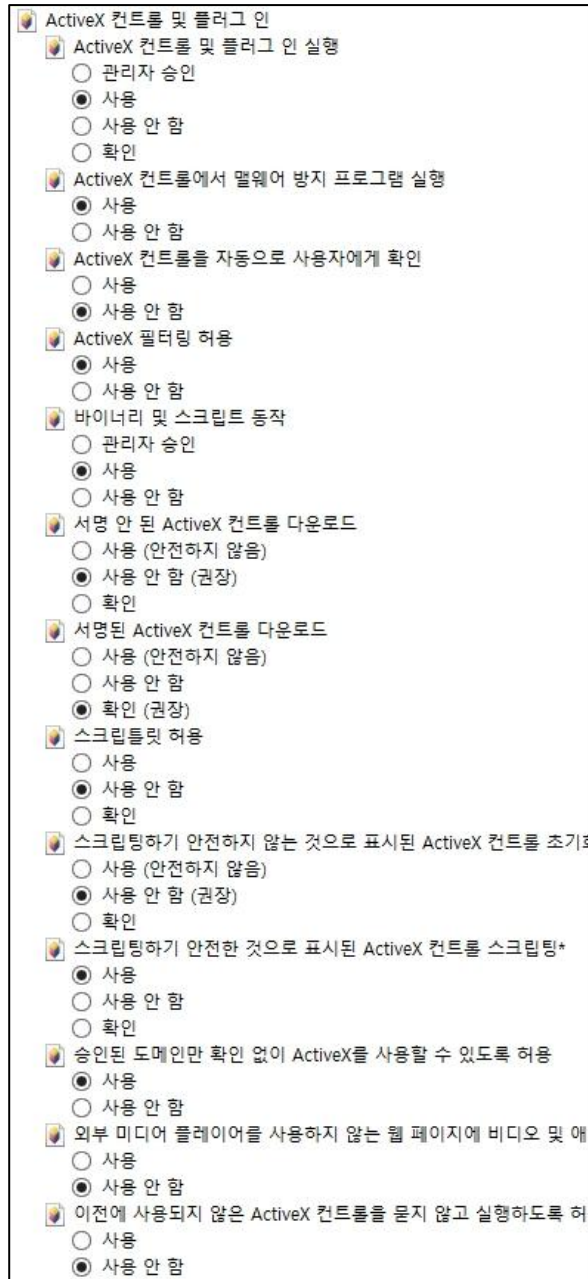 ActiveX 컨트롤 및 플러그 인
ActiveX 컨트롤 및 플러그 인 실행
관리자 승인
사용
사용 안 함
확인
ActiveX 컨트롤에서 맬웨어 방지 프로그램 실행
사용
사용 안 함
ActiveX 컨트롤을 자동으로 사용자에게 확인
사용
사용 안 함
ActiveX 필터링 허용
사용
사용 안 함
바이너리 및 스크립트 동작
관리자 승인
사용
사용 안 함
서명 안 된 ActiveX 컨트롤 다운로드
사용 (안전하지 않음)
사용 안 함 (권장)
확인
서명된 ActiveX 컨트롤 다운로드
사용 (안전하지 않음)
사용 안 함
확인 (권장)
스크립틀릿 허용
사용
사용 안 함
확인
스크립팅하기 안전하지 않는 것으로 표시된 ActiveX 컨트롤
사용 (안전하지 않음)
사용 안 함 (권장)
확인
스크립팅하기 안전한 것으로 표시된 ActiveX 컨트롤 스크립팅*
사용
사용 안 함
확인
승인된 도메인만 확인 없이 ActiveX를 사용할 수 있도록 허용
사용
사용 안 함
외부 미디어 플레이어를 사용하지 않는 웹 페이지에 비디오 및 애
사용
사용 안 함
이전에 사용되지 않은 ActiveX 컨트롤을 묻지 않고 실행하도록 허
사용
사용 안 함